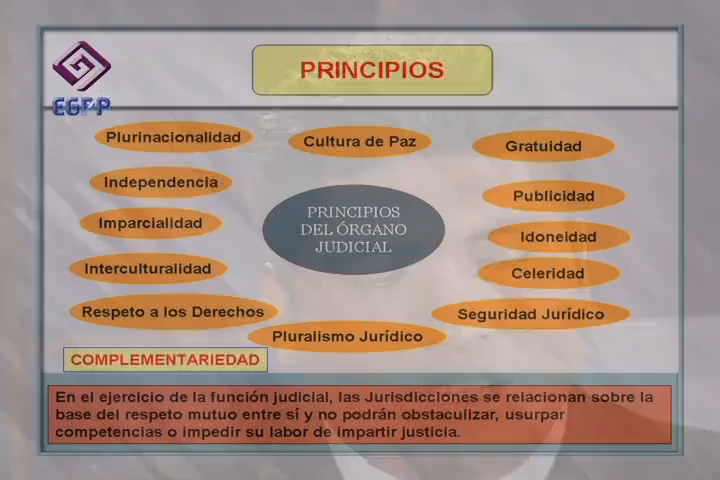 PRINCIPIOS
EGPP
Plurinacionalidad
Cultura de Paz
Gratuidad
Independencia
Publicidad
Imparcialidad
PRINCIPIOS
DEL ÓRGANO
JUDICIAL
Idoneidad
Interculturalidad
Celeridad
Respeto a los Derechos
Seguridad Jurídico
Pluralismo Jurídico
COMPLEMENTARIEDAD
En el ejercicio de la función judicial, las Jurisdicciones se relacionan sobre la
base del respeto mutuo entre sí y no podrán obstaculizar, usurpar
competencias o impedir su labor de impartir justicia.